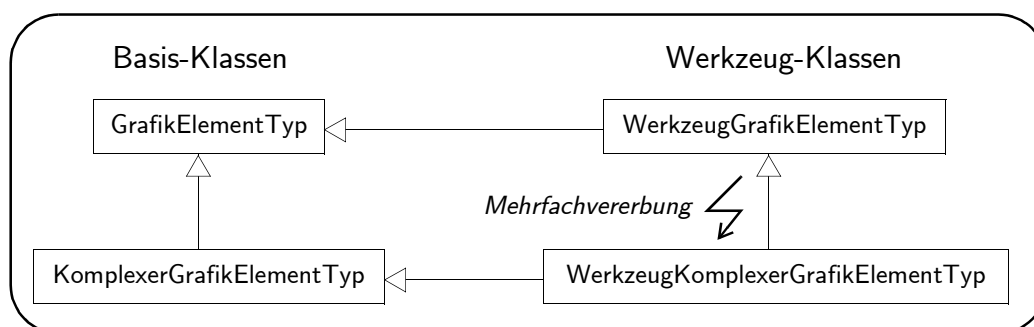 Basis-Klassen
Werkzeug-Klassen
GrafikElementTyp
WerkzeugGrafikElementTyp
Mehrfachvererbung
KomplexerGrafikElementTyp
WerkzeugKomplexerGrafikElementTyp